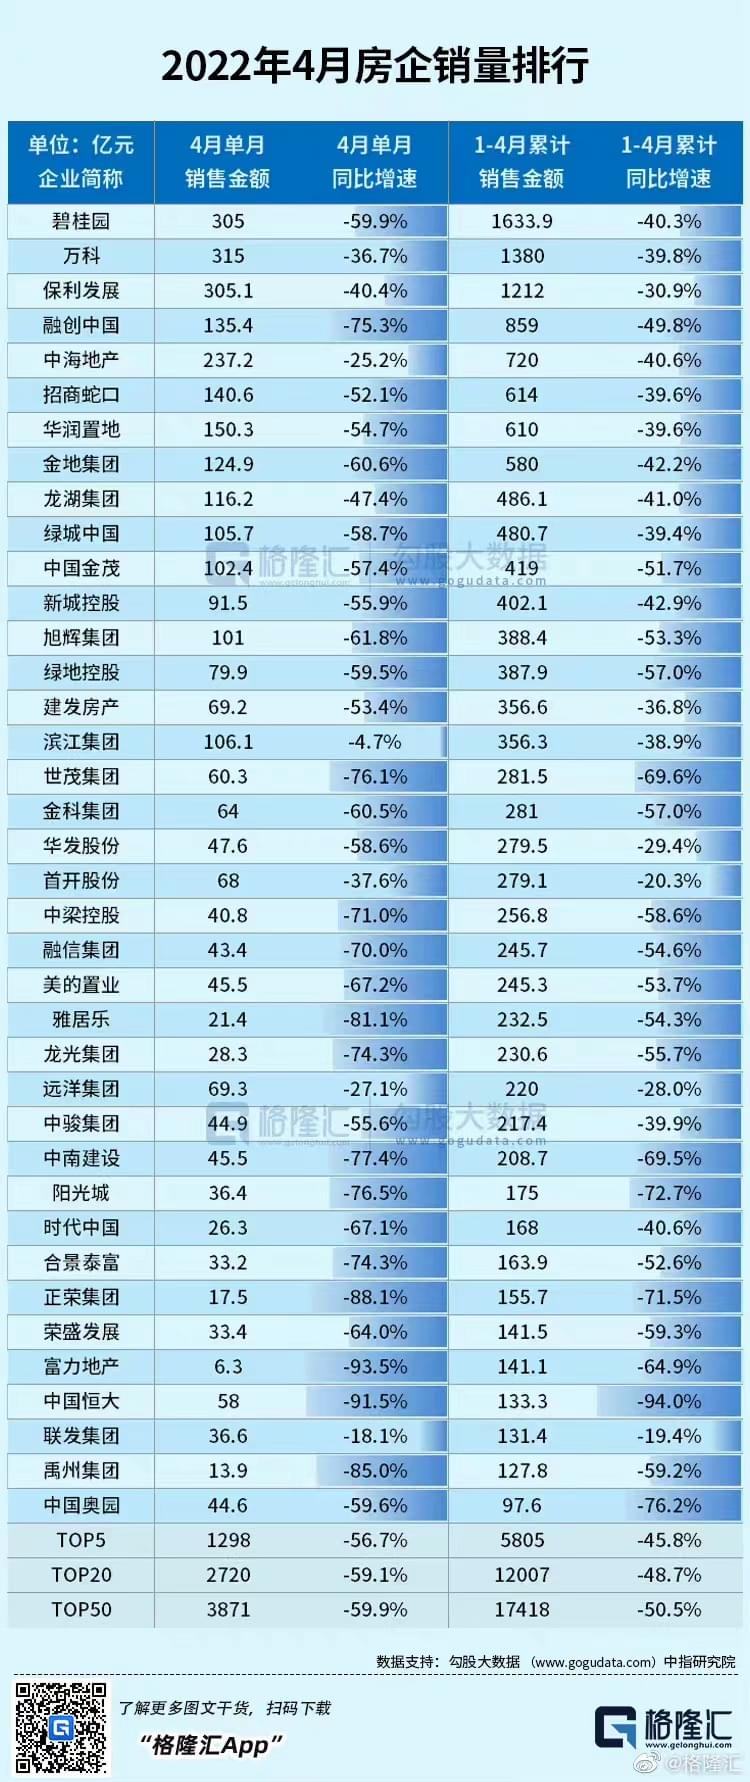 2022年4月房企销量排行
单位：亿元 4月单月 4月单月 1-4月累计 1-4月累计
企业简称 销售金额 同比增速 销售金额 同比增速
碧桂园 305 -59.9% 1633.9 -40.3%
万科 315 -36.7% 1380 -39.8%
保利发展 305.1 -40.4% 1212 -30.9%
融创中国 135.4 -75.3% 859 -49.8%
中海地产 237.2 -25.2% 720 -40.6%
招商蛇口 140.6 -52.1% 614 -39.6%
华润置地 150.3 -54.7% 610 -39.6%
金地集团 124.9 -60.6% 580 -42.2%
龙湖集团 116.2 -47.4% 486.1 -41.0%
绿城中国 105.7 -58.7% 480.7 -39.4%
格隆汇 勾股大数据
中国金茂 102.4 -57.4% 419 -51.7%
www.gelonghui.com www.gogudata.com
新城控股 91.5 -55.9% 402.1 -42.9%
旭辉集团 101 -61.8% 388.4 -53.3%
绿地控股 79.9 -59.5% 387.9 -57.0%
建发房产 69.2 -53.4% 356.6 -36.8%
滨江集团 106.1 -4.7% 356.3 -38.9%
世茂集团 60.3 -76.1% 281.5 -69.6%
金科集团 64 -60.5% 281 -57.0%
华发股份 47.6 -58.6% 279.5 -29.4%
首开股份 68 -37.6% 279.1 -20.3%
中梁控股 40.8 -71.0% 256.8 -58.6%
融信集团 43.4 -70.0% 245.7 -54.6%
美的置业 45.5 -67.2% 245.3 -53.7%
雅居乐 21.4 -81.1% 232.5 -54.3%
龙光集团 28.3 -74.3% 230.6 -55.7%
远洋集团 69.3 -27.1% 220 -28.0%
格隆汇 勾股大数据
中骏集团 44.9 -55.6% 217.4 -39.9%
www.gelonghui.com www.gogudata.com
中南建设 45.5 -77.4% 208.7 -69.5%
阳光城 36.4 -76.5% 175 -72.7%
时代中国 26.3 -67.1% 168 -40.6%
合景泰富 33.2 -74.3% 163.9 -52.6%
正荣集团 17.5 -88.1% 155.7 -71.5%
荣盛发展 33.4 -64.0% 141.5 -59.3%
富力地产 6.3 -93.5% 141.1 -64.9%
中国恒大 58 -91.5% 133.3 -94.0%
联发集团 36.6 -18.1% 131.4 -19.4%
禹州集团 13.9 -85.0% 127.8 -59.2%
中国奥园 44.6 -59.6% 97.6 -76.2%
TOP5 1298 -56.7% 5805 -45.8%
TOP20 2720 -59.1% 12007 -48.7%
TOP50 3871 -59.9% 17418 -50.5%
数据支持：勾股大数据（www.gogudata.com）中指研究院
了解更多图文干货，扫码下载
“格隆汇App”
格隆汇
www.gelonghui.com
@格隆汇